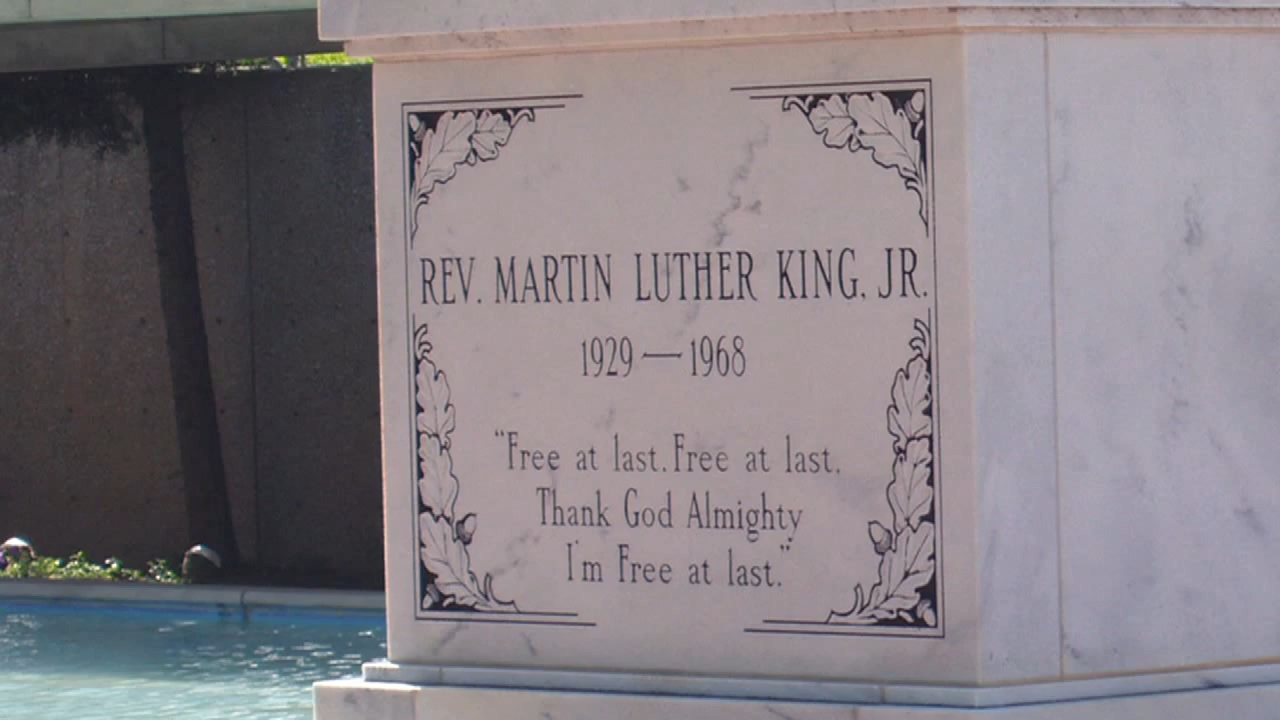 REV. MARTIN LUTHER KING, JR.
1929 — 1968
"Free at last. Free at last.
Thank God Almighty
I'm Free at last."